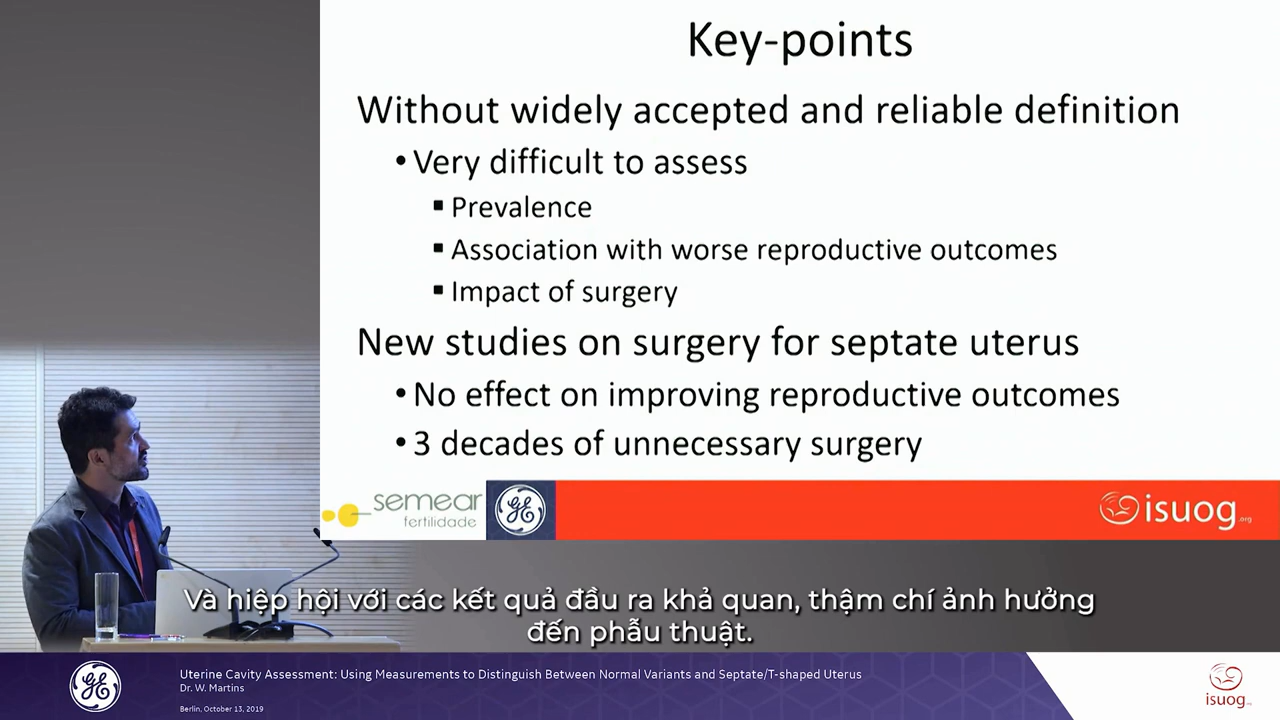 Key-points
Without widely accepted and reliable definition
• Very difficult to assess
▪ Prevalence
▪ Association with worse reproductive outcomes
▪ Impact of surgery
New studies on surgery for septate uterus
• No effect on improving reproductive outcomes
• 3 decades of unnecessary surgery
semear
fertilidade
GE
isuog.org
Và hiệp hội với các kết quả đầu ra khả quan, thậm chí ảnh hưởng
đến phẫu thuật.
GE
Uterine Cavity Assessment: Using Measurements to Distinguish Between Normal Variants and Septate/T-shaped Uterus
Dr. W. Martins
Berlin, October 13, 2019
isuog.org